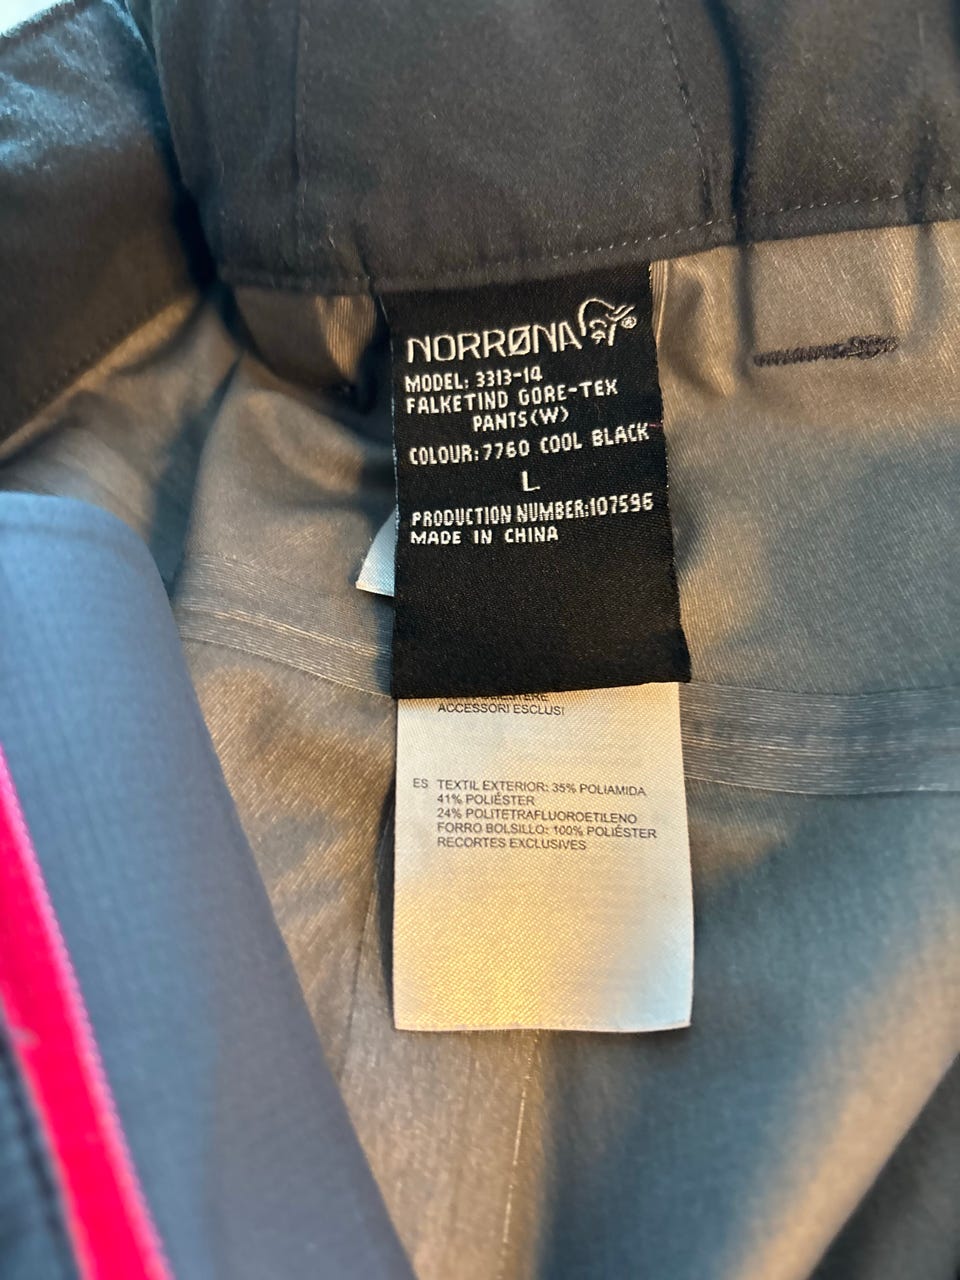 NORRØNA®
MODEL: 3313-14
FALKETIND GORE-TEX
PANTS(W)
COLOUR:7760 COOL BLACK
L
PRODUCTION NUMBER:107596
MADE IN CHINA
ACCESSORI ESCLUSI
ES TEXTIL EXTERIOR: 35% POLIAMIDA
41% POLIÉSTER
24% POLITETRAFLUOROETILENO
FORRO BOLSILLO: 100% POLIÉSTER
RECORTES EXCLUSIVES